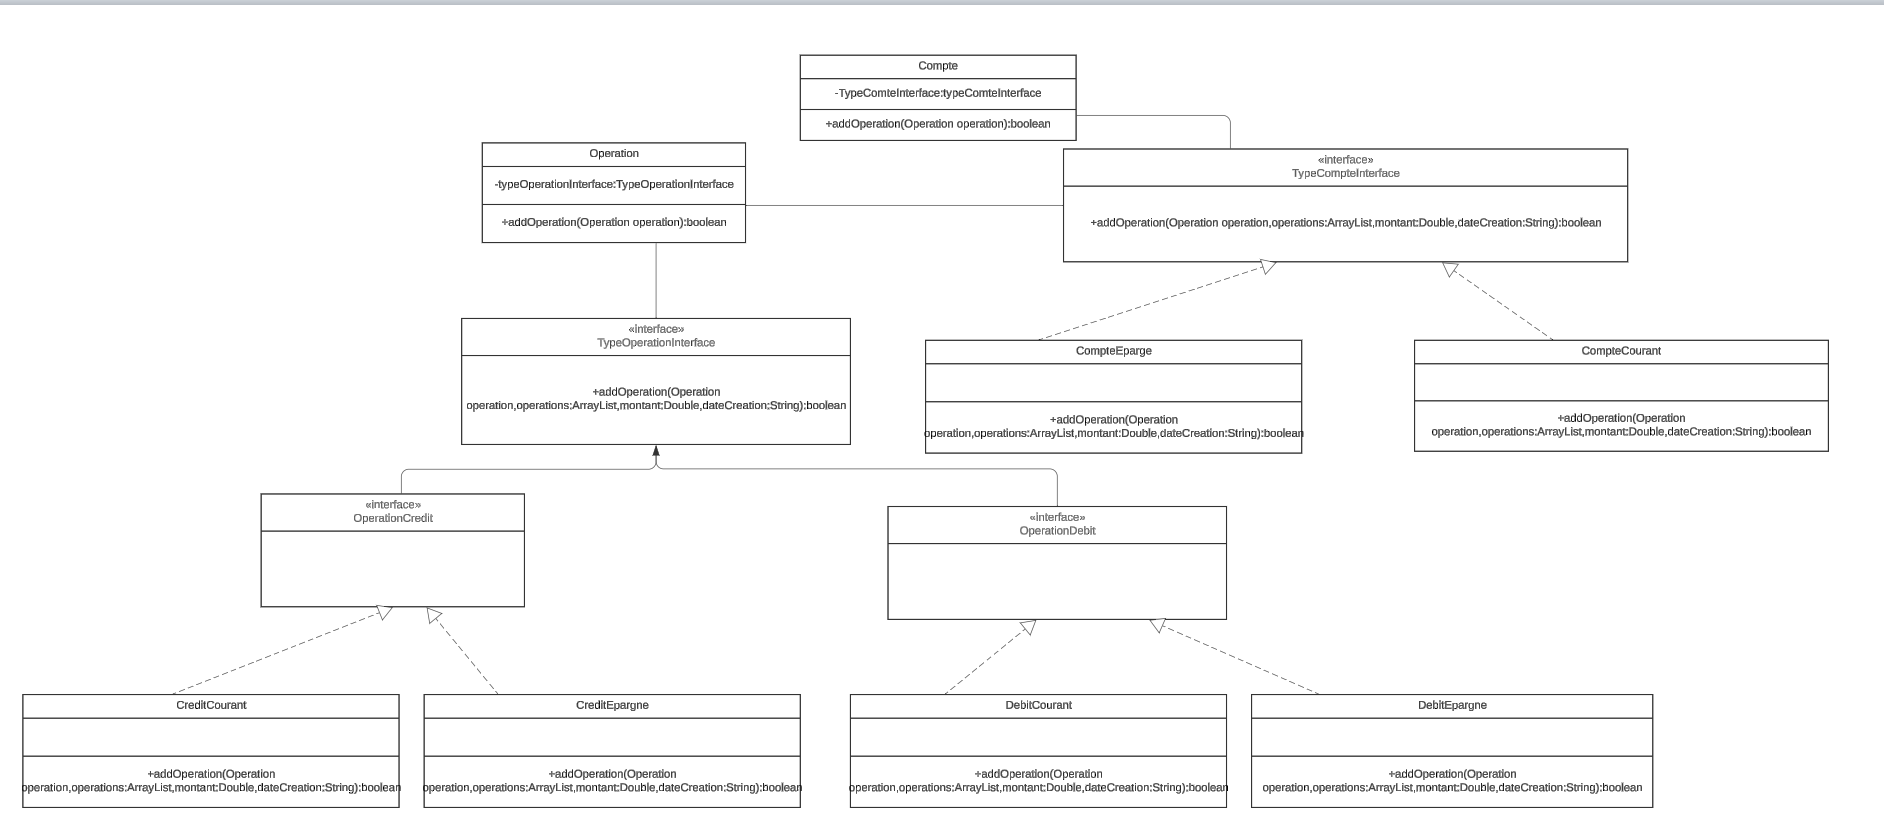 Compte
-TypeComteInterface:typeComteInterface
+addOperation(Operation operation):boolean
Operation
-typeOperationInterface:TypeOperationInterface
+addOperation(Operation operation):boolean
«interface»
TypeCompteInterface
+addOperation(Operation operation,operations:ArrayList,montant:Double,dateCreation:String):boolean
«interface»
TypeOperationInterface
+addOperation(Operation
operation,operations:ArrayList,montant:Double,dateCreation:String):boolean
CompteEparge
+addOperation(Operation
operation,operations:ArrayList,montant:Double,dateCreation:String):boolean
CompteCourant
+addOperation(Operation
operation,operations:ArrayList,montant:Double,dateCreation:String):boolean
«interface»
OperationCredit
«interface»
OperationDebit
CreditCourant
+addOperation(Operation
operation,operations:ArrayList,montant:Double,dateCreation:String):boolean
CreditEpargne
+addOperation(Operation
operation,operations:ArrayList,montant:Double,dateCreation:String):boolean
DebitCourant
+addOperation(Operation
operation,operations:ArrayList,montant:Double,dateCreation:String):boolean
DebitEpargne
+addOperation(Operation
operation,operations:ArrayList,montant:Double,dateCreation:String):boolean